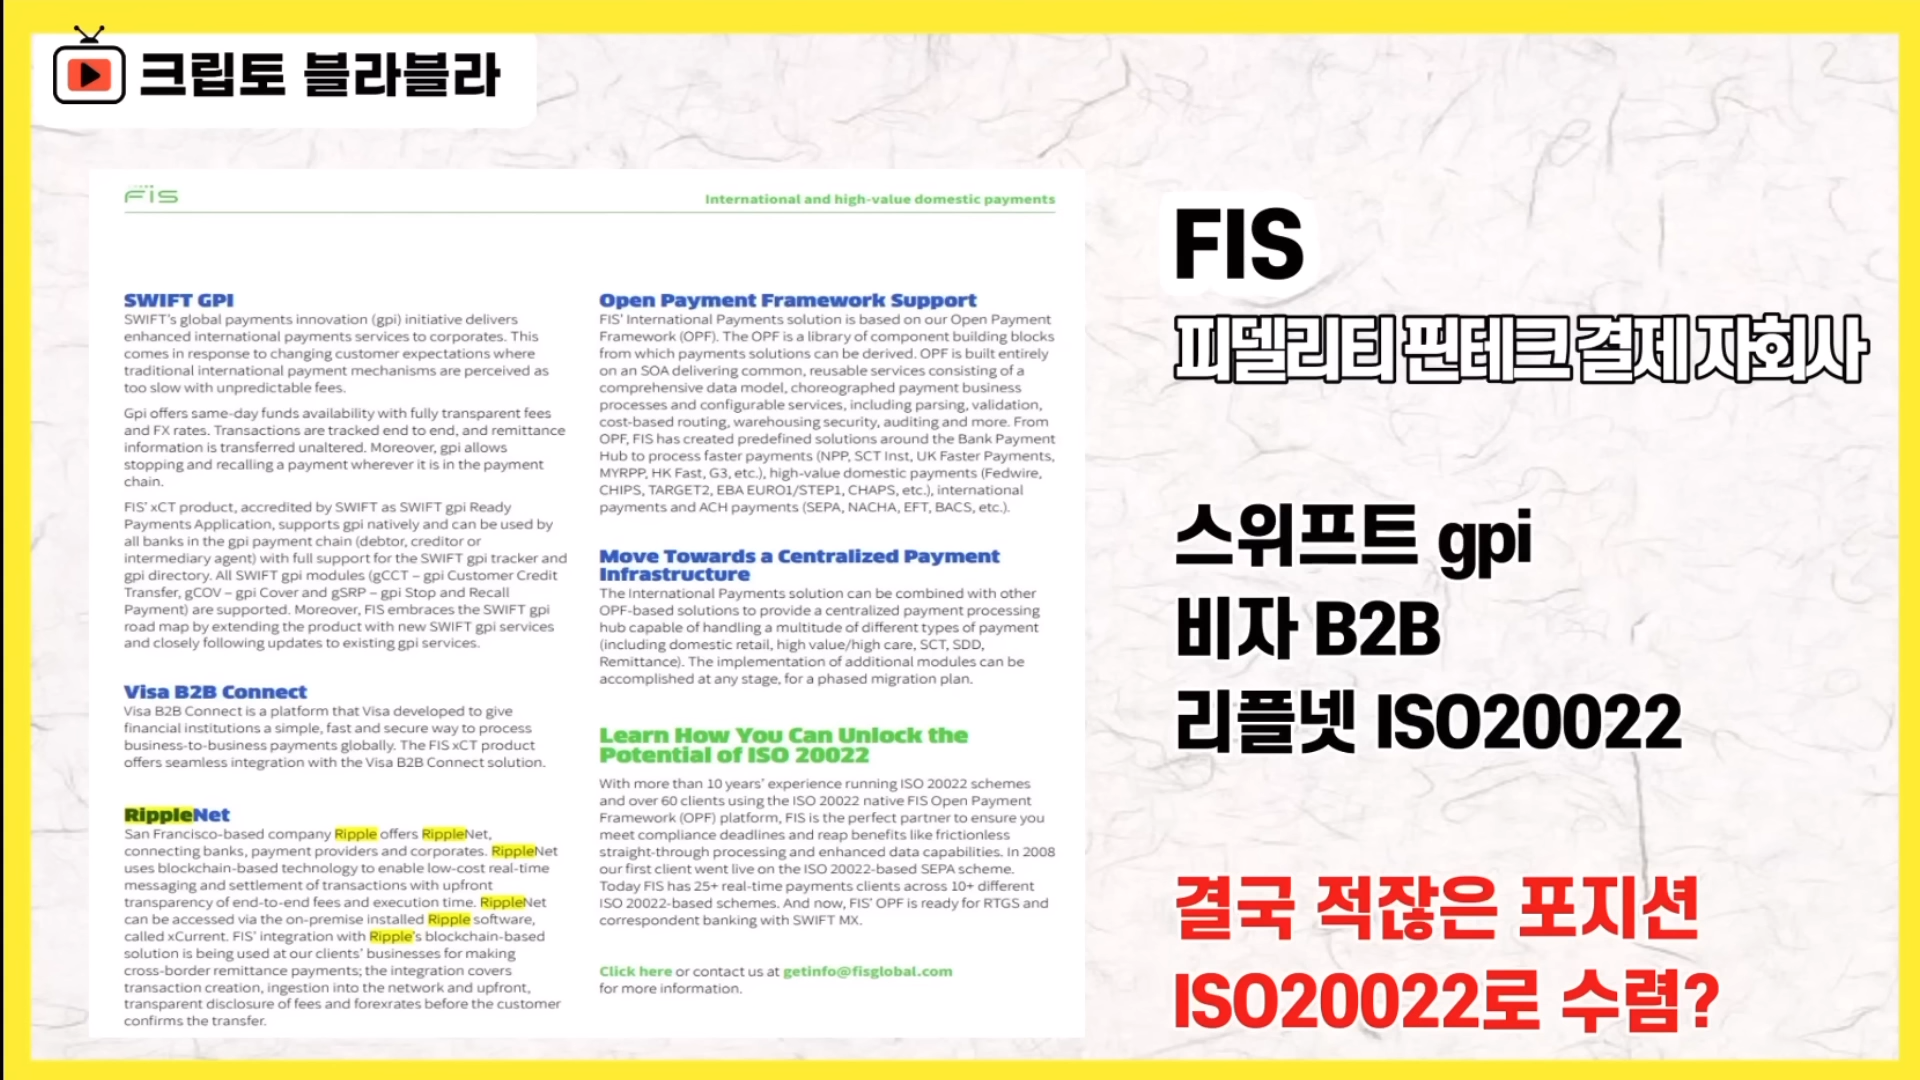 크립토 블라블라
FIS
International and high-value domestic payments
SWIFT GPI
SWIFT's global payments innovation (gpi) initiative delivers
enhanced international payments services to corporates. This
comes in response to changing customer expectations where
traditional international payment mechanisms are perceived as
too slow with unpredictable fees.
Gpi offers same-day funds availability with fully transparent fees
and FX rates. Transactions are tracked end to end, and remittance
information is transferred unaltered. Moreover, gpi allows
stopping and recalling a payment wherever it is in the payment
chain.
FIS' xCT product, accredited by SWIFT as SWIFT gpi Ready
Payments Application, supports gpi natively and can be used by
all banks in the gpi payment chain (debtor, creditor or
intermediary agent) with full support for the SWIFT gpi tracker and
gpi directory. All SWIFT gpi modules (gCCT – gpi Customer Credit
Transfer, gCOV – gpi Cover and gSRP – gpi Stop and Recall
Payment) are supported. Moreover, FIS embraces the SWIFT gpi
road map by extending the product with new SWIFT gpi services
and closely following updates to existing gpi services.
Visa B2B Connect
Visa B2B Connect is a platform that Visa developed to give
financial institutions a simple, fast and secure way to process
business-to-business payments globally. The FIS xCT product
offers seamless integration with the Visa B2B Connect solution.
RippleNet
San Francisco-based company Ripple offers RippleNet,
connecting banks, payment providers and corporates. RippleNet
uses blockchain-based technology to enable low-cost real-time
messaging and settlement of transactions with upfront
transparency of end-to-end fees and execution time. RippleNet
can be accessed via the on-premise installed Ripple software,
called xCurrent. FIS' integration with Ripple's blockchain-based
solution is being used at our clients' businesses for making
cross-border remittance payments; the integration covers
transaction creation, ingestion into the network and upfront,
transparent disclosure of fees and forexrates before the customer
confirms the transfer.
Open Payment Framework Support
FIS' International Payments solution is based on our Open Payment
Framework (OPF). The OPF is a library of component building blocks
from which payments solutions can be derived. OPF is built entirely
on an SOA delivering common, reusable services consisting of a
comprehensive data model, choreographed payment business
processes and configurable services, including parsing, validation,
cost-based routing, warehousing security, auditing and more. From
OPF, FIS has created predefined solutions around the Bank Payment
Hub to process faster payments (NPP, SCT Inst, UK Faster Payments,
MYRPP, HK Fast, G3, etc.), high-value domestic payments (Fedwire,
CHIPS, TARGET2, EBA EURO1/STEP1, CHAPS, etc.), international
payments and ACH payments (SEPA, NACHA, EFT, BACS, etc.).
Move Towards a Centralized Payment
Infrastructure
The International Payments solution can be combined with other
OPF-based solutions to provide a centralized payment processing
hub capable of handling a multitude of different types of payment
(including domestic retail, high value/high care, SCT, SDD,
Remittance). The implementation of additional modules can be
accomplished at any stage, for a phased migration plan.
Learn How You Can Unlock the
Potential of ISO 20022
With more than 10 years' experience running ISO 20022 schemes
and over 60 clients using the ISO 20022 native FIS Open Payment
Framework (OPF) platform, FIS is the perfect partner to ensure you
meet compliance deadlines and reap benefits like frictionless
straight-through processing and enhanced data capabilities. In 2008
our first client went live on the ISO 20022-based SEPA scheme.
Today FIS has 25+ real-time payments clients across 10+ different
ISO 20022-based schemes. And now, FIS' OPF is ready for RTGS and
correspondent banking with SWIFT MX.
Click here or contact us at getinfo@fisglobal.com
for more information.
FIS
피델리티 핀테크 결제 자회사
스위프트 gpi
비자 B2B
리플넷 ISO20022
결국 적잖은 포지션
ISO20022로 수렴?